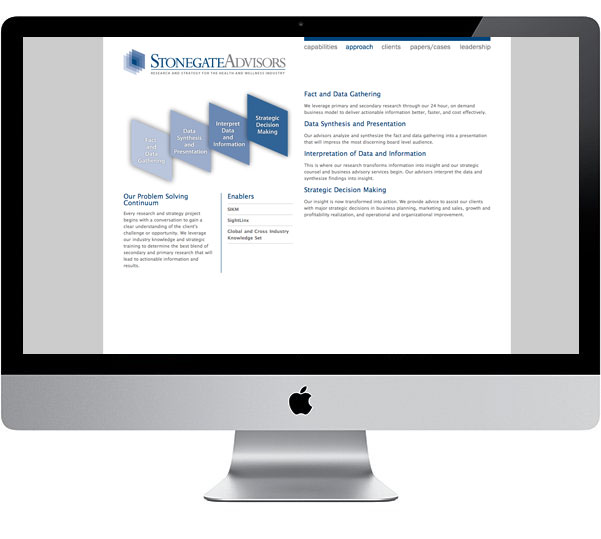 STONEGATEADVISORS
RESEARCH AND STRATEGY FOR THE HEALTH AND WELLNESS INDUSTRY
capabilities approach clients papers/cases leadership
Fact
and
Data
Gathering
Data
Synthesis
and
Presentation
Interpret
Data
and
Information
Strategic
Decision
Making
Our Problem Solving
Continuum
Every research and strategy project
begins with a conversation to gain a
clear understanding of the client's
challenge or opportunity. We leverage
our industry knowledge and strategic
training to determine the best blend of
secondary and primary research that will
lead to actionable information and
results.
Enablers
SIKM
SightLinx
Global and Cross Industry
Knowledge Set
Fact and Data Gathering
We leverage primary and secondary research through our 24 hour, on demand
business model to deliver actionable information better, faster, and cost effectively.
Data Synthesis and Presentation
Our advisors analyze and synthesize the fact and data gathering into a presentation
that will impress the most discerning board level audience.
Interpretation of Data and Information
This is where our research transforms information into insight and our strategic
counsel and business advisory services begin. Our advisors interpret the data and
synthesize findings into insight.
Strategic Decision Making
Our insight is now transformed into action. We provide advice to assist our clients
with major strategic decisions in business planning, marketing and sales, growth and
profitability realization, and operational and organizational improvement.